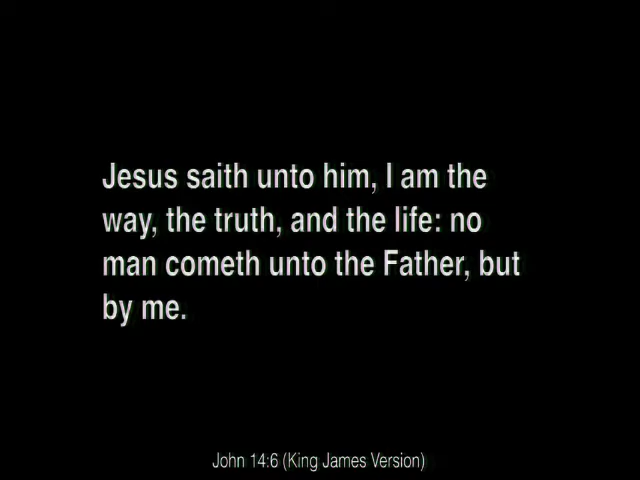 Jesus saith unto him, I am the
way, the truth, and the life: no
man cometh unto the Father, but
by me.
John 14:6 (King James Version)